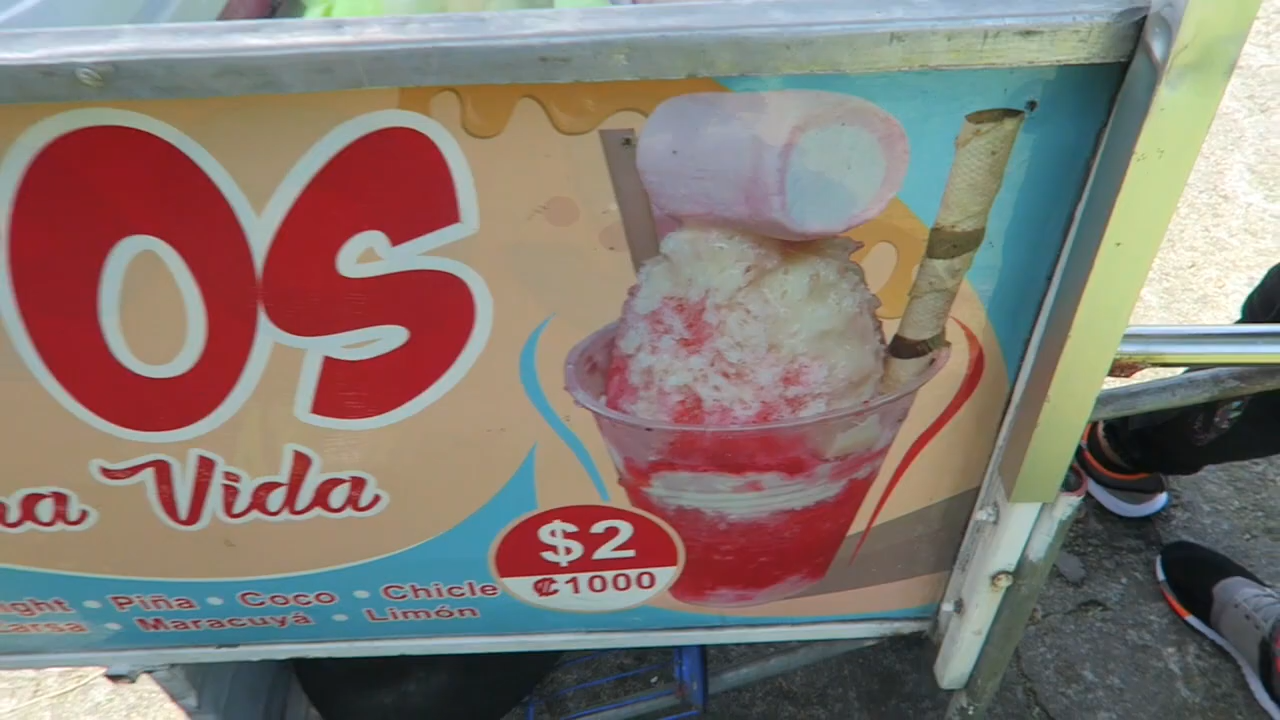 OS
Vida
$2
₡1000
• Piña • Coco • Chicle
• Maracuyá • Limón